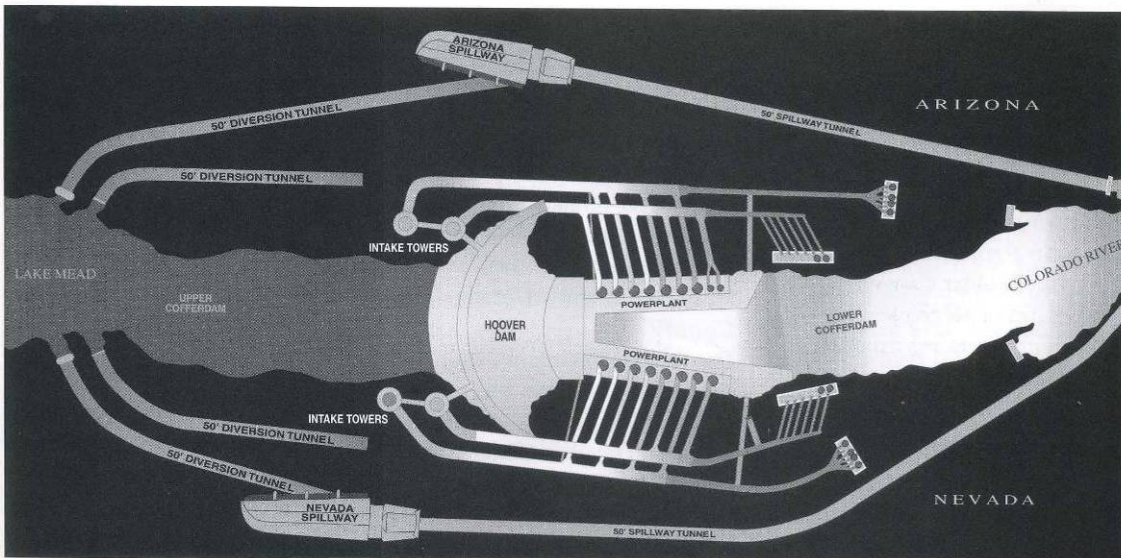 ARIZONA
SPILLWAY
ARIZONA
50' DIVERSION TUNNEL
50' SPILLWAY TUNNEL
50' DIVERSION TUNNEL
INTAKE TOWERS
LAKE MEAD
UPPER
COFFERDAM
HOOVER
DAM
POWERPLANT
POWERPLANT
LOWER
COFFERDAM
COLORADO RIVER
INTAKE TOWERS
50' DIVERSION TUNNEL
50' DIVERSION TUNNEL
NEVADA
SPILLWAY
50' SPILLWAY TUNNEL
NEVADA